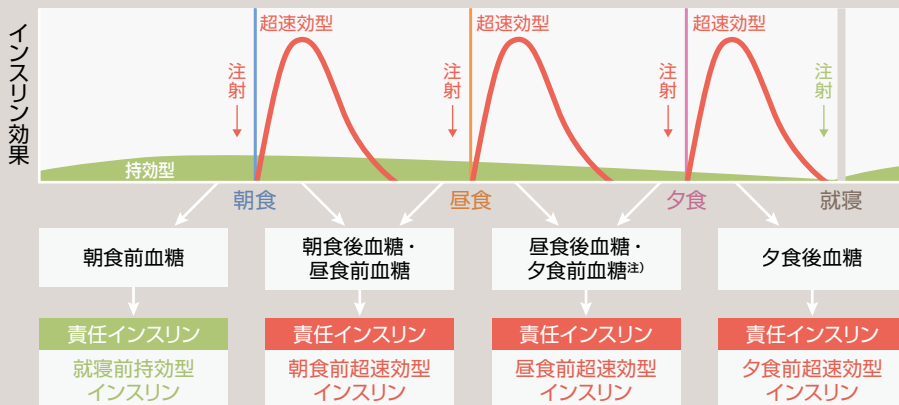 インスリン効果
超速効型
超速効型
超速効型
注射
注射
注射
注射
持効型
朝食
昼食
夕食
就寝
朝食前血糖
朝食後血糖・
昼食前血糖
昼食後血糖・
夕食前血糖注)
夕食後血糖
責任インスリン
就寝前持効型
インスリン
責任インスリン
朝食前超速効型
インスリン
責任インスリン
昼食前超速効型
インスリン
責任インスリン
夕食前超速効型
インスリン